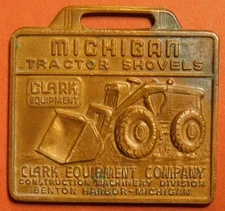 MICHIGAN
TRACTOR SHOVELS
CLARK
EQUIPMENT
CLARK EQUIPMENT COMPANY
CONSTRUCTION MACHINERY DIVISION
BENTON HARBOR-MICHIGAN